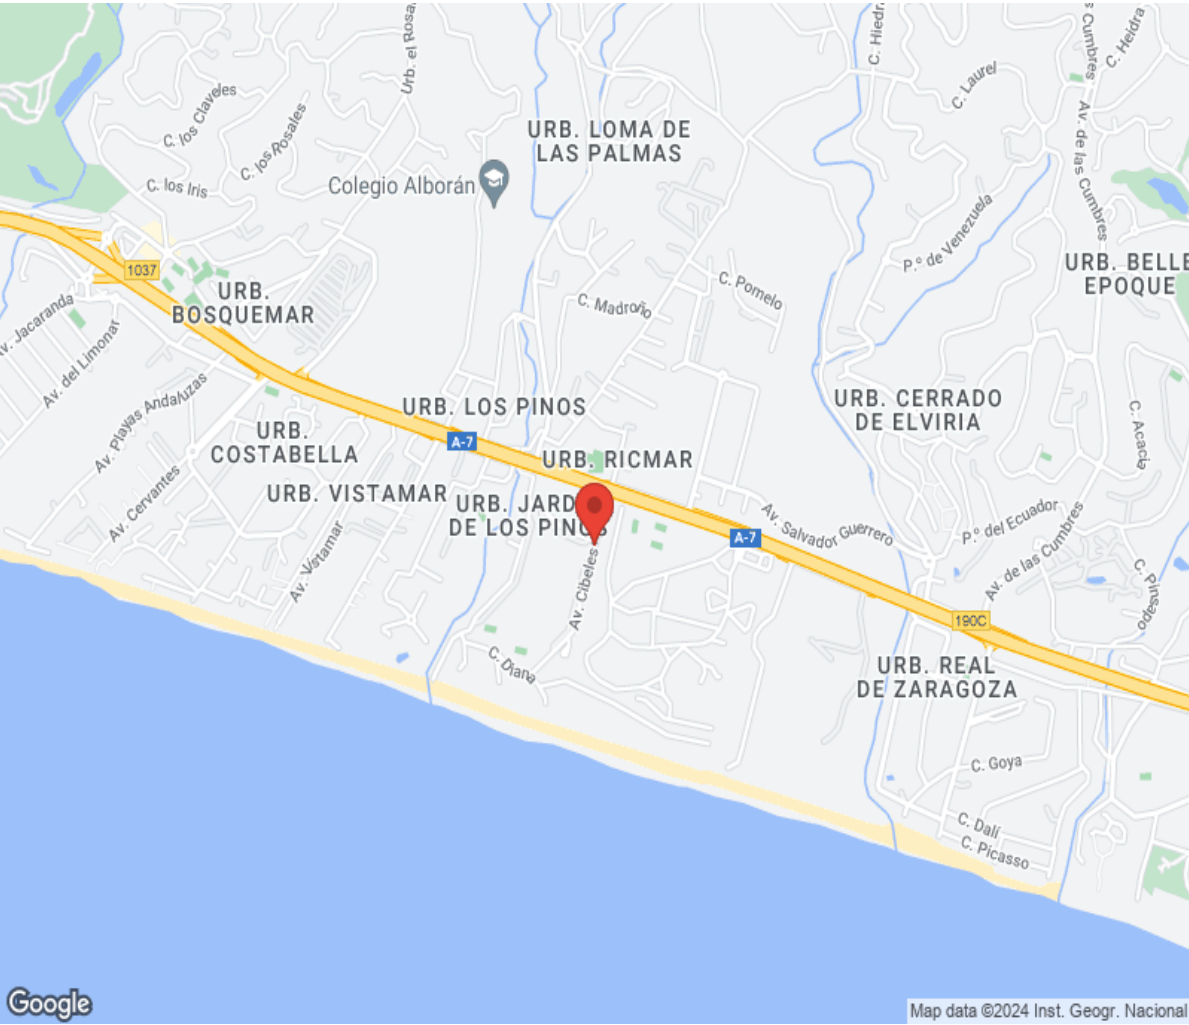 Urb. el Rosa
C. Hiedra
s Cumbres
C. Heidra
C. los Claveles
C. los Rosales
C. Laurel
Av. de las Cumbres
URB. LOMA DE
LAS PALMAS
Colegio Alborán
C. los Iris
P.º de Venezuela
1037
URB.
BOSQUEMAR
C. Madroño
C. Pomelo
URB. BELLE
EPOQUE
Av. Jacaranda
Av. del Limonar
Av. Playas Andaluzas
URB. LOS PINOS
URB. CERRADO
DE ELVIRIA
C. Acacia
URB.
COSTABELLA
A-7
URB. RICMAR
Av. Cervantes
URB. VISTAMAR
URB. JARD
DE LOS PINOS
Av. Vistamar
Av. Cibeles
A-7
Av. Salvador Guerrero
P.º del Ecuador
Av. de las Cumbres
C. Pinsapo
190C
C. Diana
URB. REAL
DE ZARAGOZA
C. Goya
C. Dalí
C. Picasso
Google
Map data ©2024 Inst. Geogr. Nacional